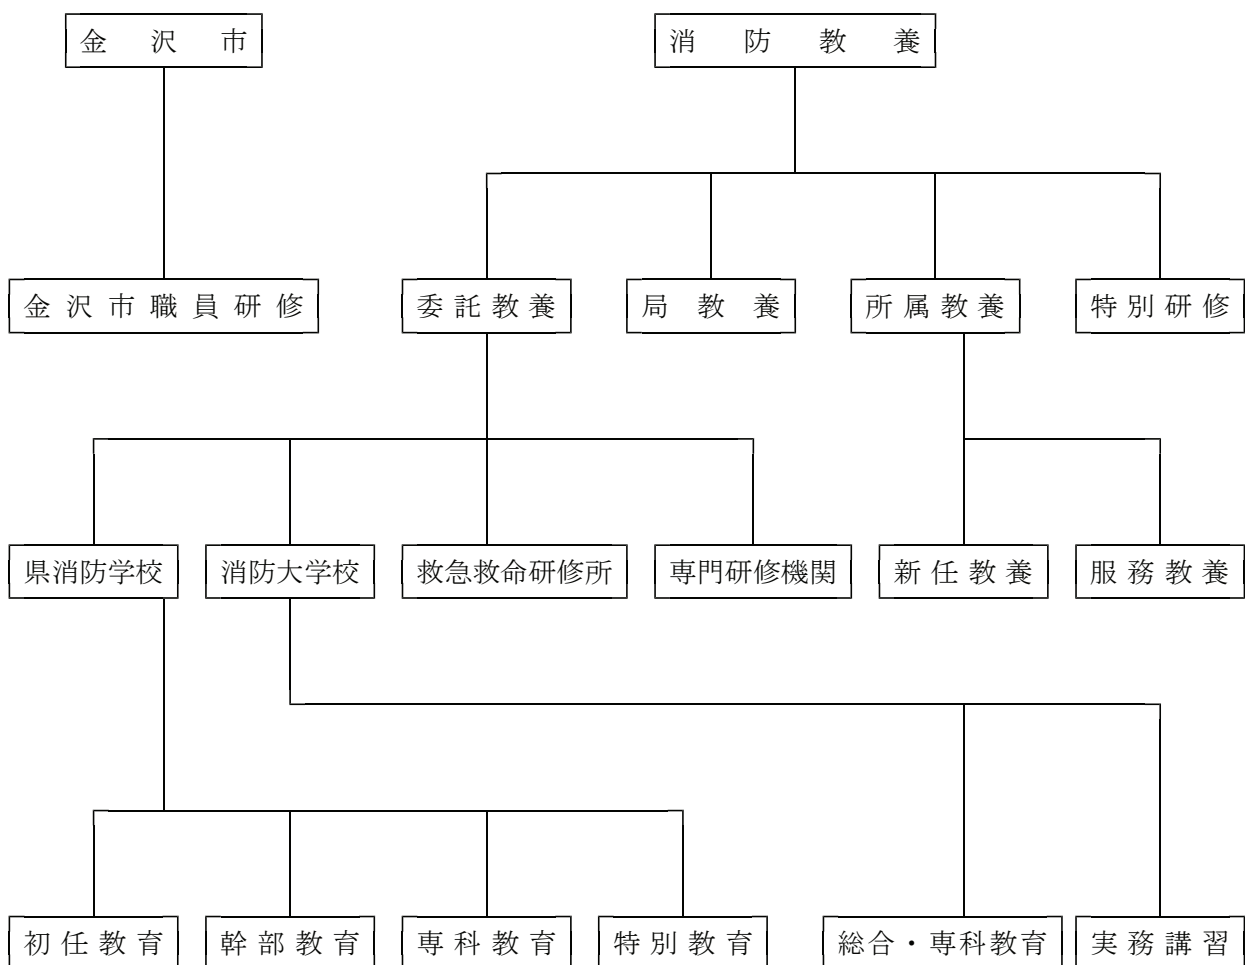 金沢市
消防教養
金沢市職員研修
委託教養
局教養
所属教養
特別研修
県消防学校
消防大学校
救急救命研修所
専門研修機関
新任教養
服務教養
初任教育
幹部教育
専科教育
特別教育
総合・専科教育
実務講習